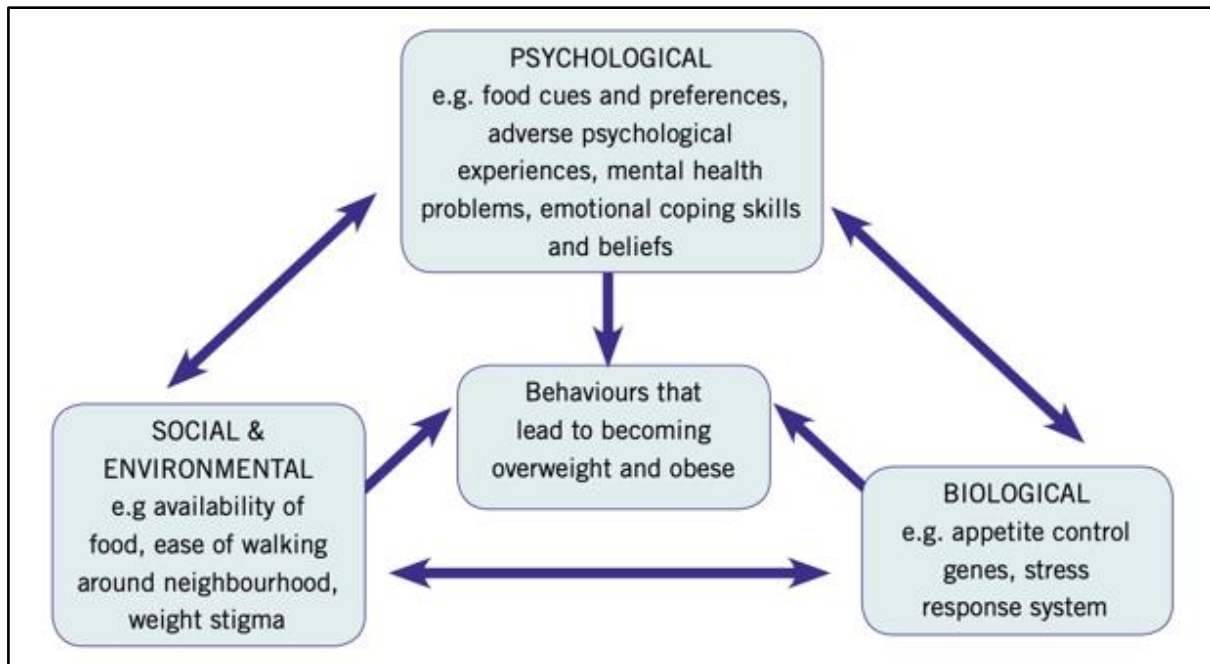 PSYCHOLOGICAL
e.g. food cues and preferences,
adverse psychological
experiences, mental health
problems, emotional coping skills
and beliefs
Behaviours that
lead to becoming
overweight and obese
SOCIAL &
ENVIRONMENTAL
e.g availability of
food, ease of walking
around neighbourhood,
weight stigma
BIOLOGICAL
e.g. appetite control
genes, stress
response system